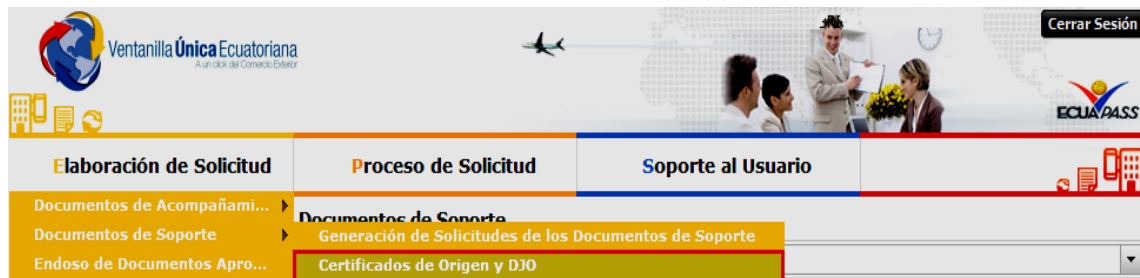 Cerrar Sesión
Ventanilla Única Ecuatoriana
A un click del Comercio Exterior
ECUAPASS
Elaboración de Solicitud
Proceso de Solicitud
Soporte al Usuario
Documentos de Acompañami...
Documentos de Soporte
Documentos de Soporte
Generación de Solicitudes de los Documentos de Soporte
Endoso de Documentos Apro...
Certificados de Origen y DJO